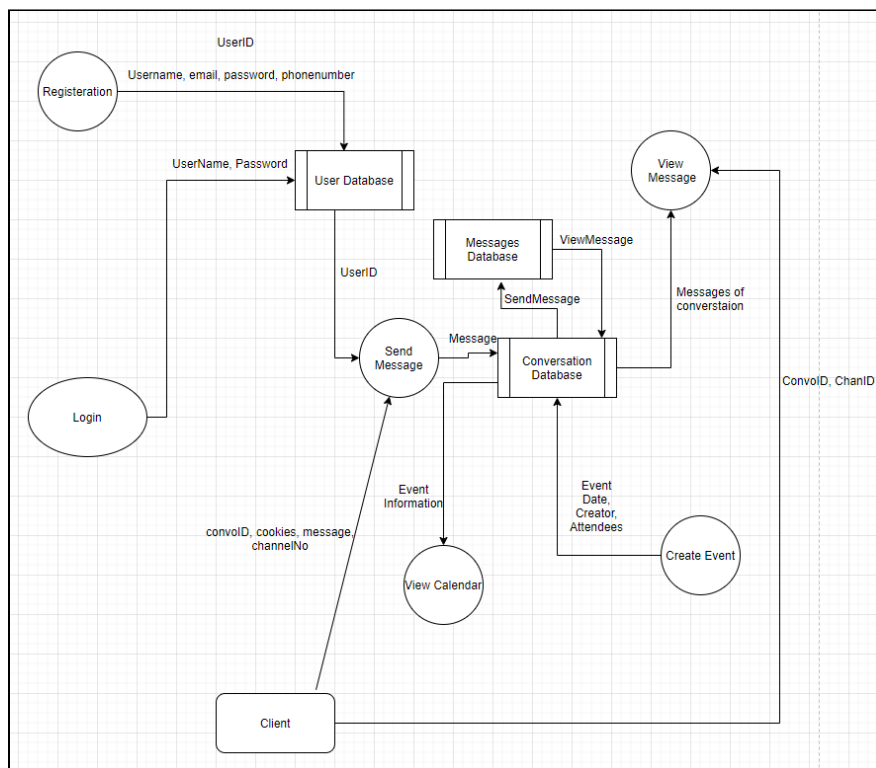 UserID
Username, email, password, phonenumber
Registeration
UserName, Password
User Database
View
Message
Messages
Database
ViewMessage
UserID
SendMessage
Messages of
converstaion
Send
Message
Message
Conversation
Database
ConvoID, ChanID
Login
Event
Information
Event
Date,
Creator,
Attendees
convoID, cookies, message,
channelNo
View Calendar
Create Event
Client